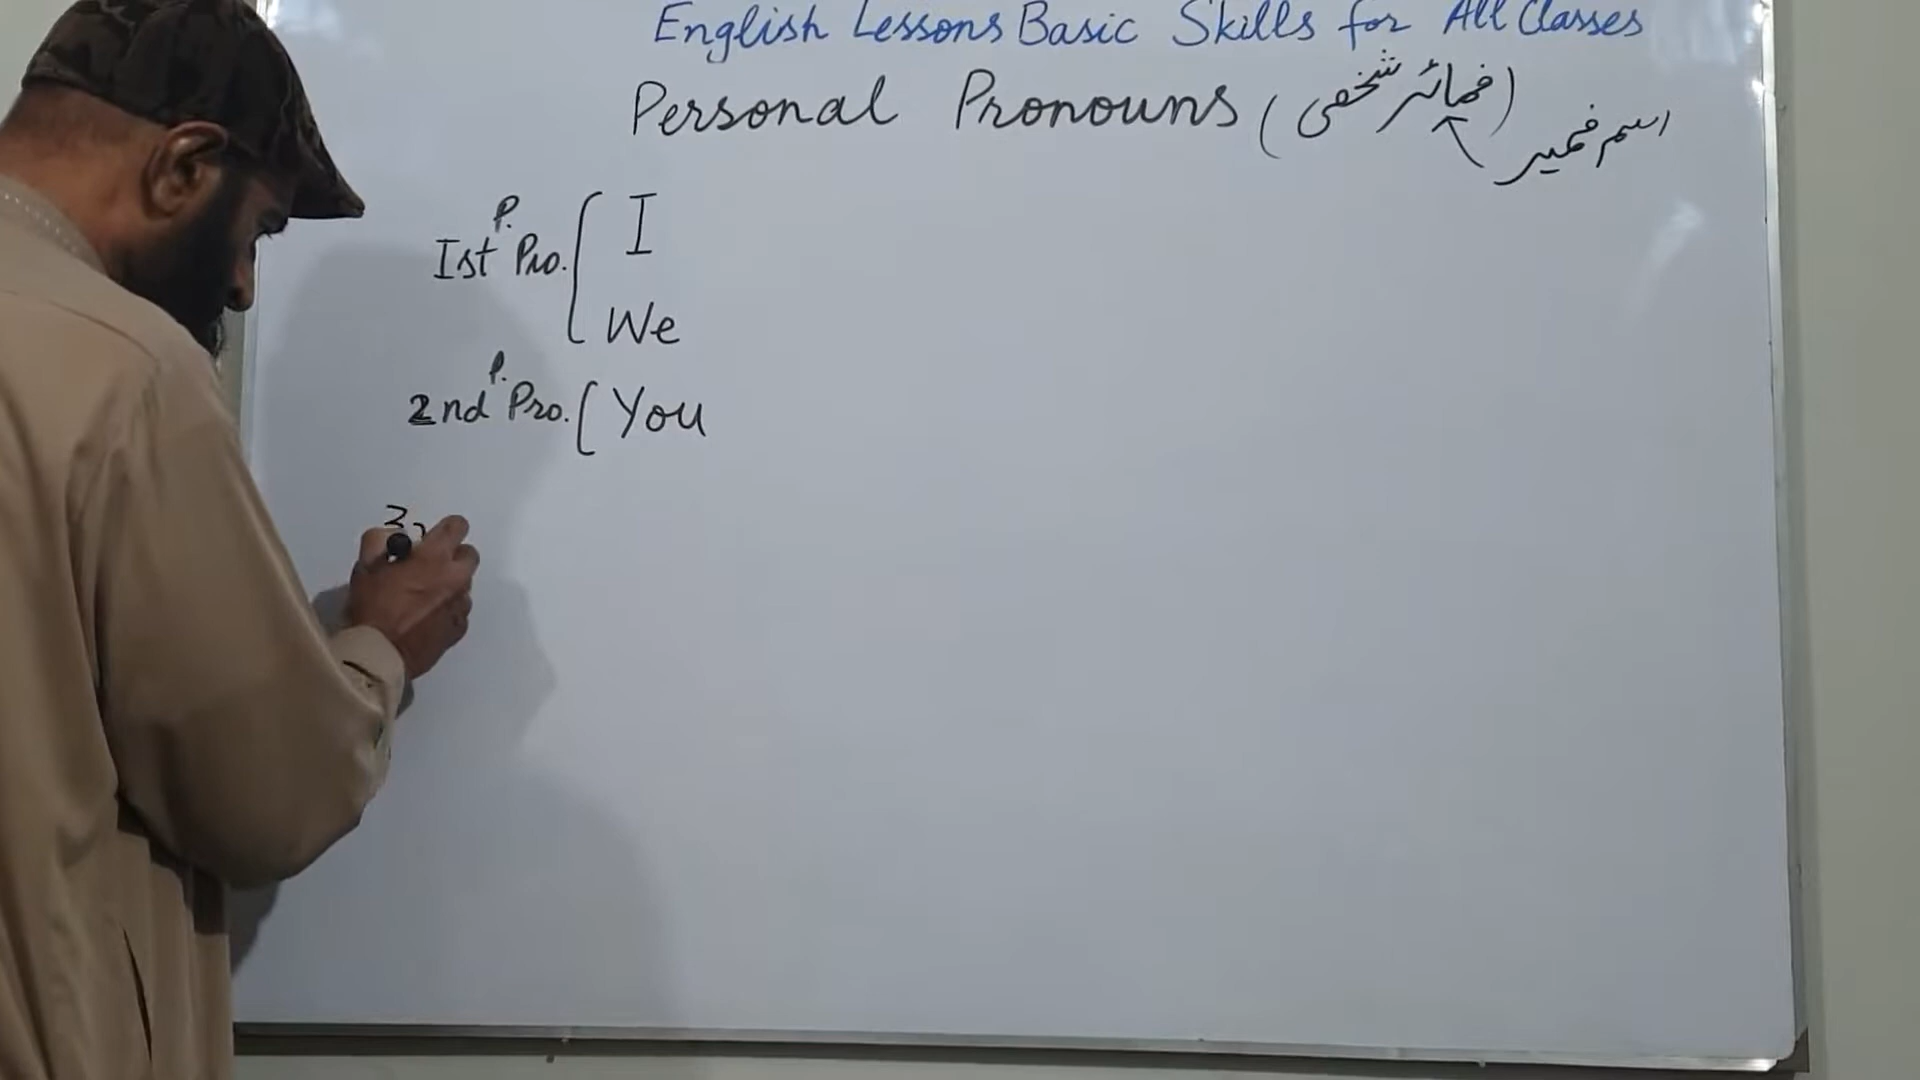 English Lessons Basic Skills for All Classes
Personal Pronouns (ضمائر شخصی)
اسم ضمیر
Ist P. Pro. I
We
2nd P. Pro. You
3r